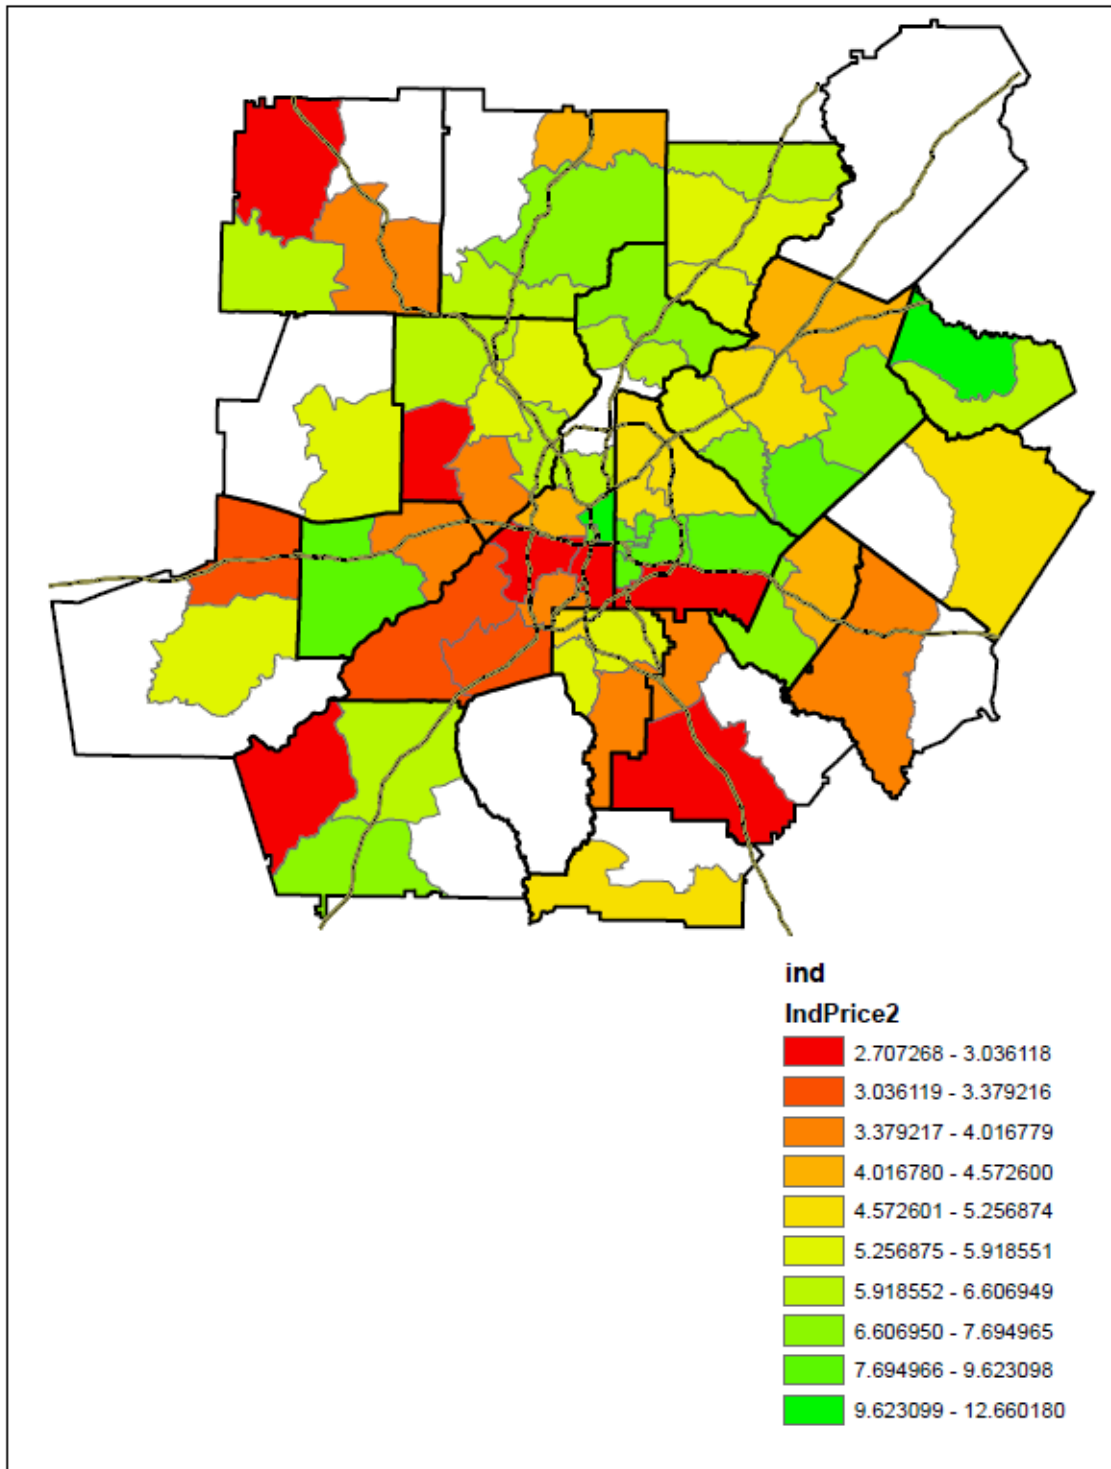 ind
IndPrice2
2.707268 - 3.036118
3.036119 - 3.379216
3.379217 - 4.016779
4.016780 - 4.572600
4.572601 - 5.256874
5.256875 - 5.918551
5.918552 - 6.606949
6.606950 - 7.694965
7.694966 - 9.623098
9.623099 - 12.660180